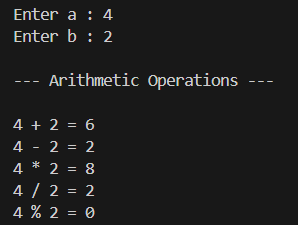 Enter a : 4
Enter b : 2
--- Arithmetic Operations ---
4 + 2 = 6
4 - 2 = 2
4 * 2 = 8
4 / 2 = 2
4 % 2 = 0